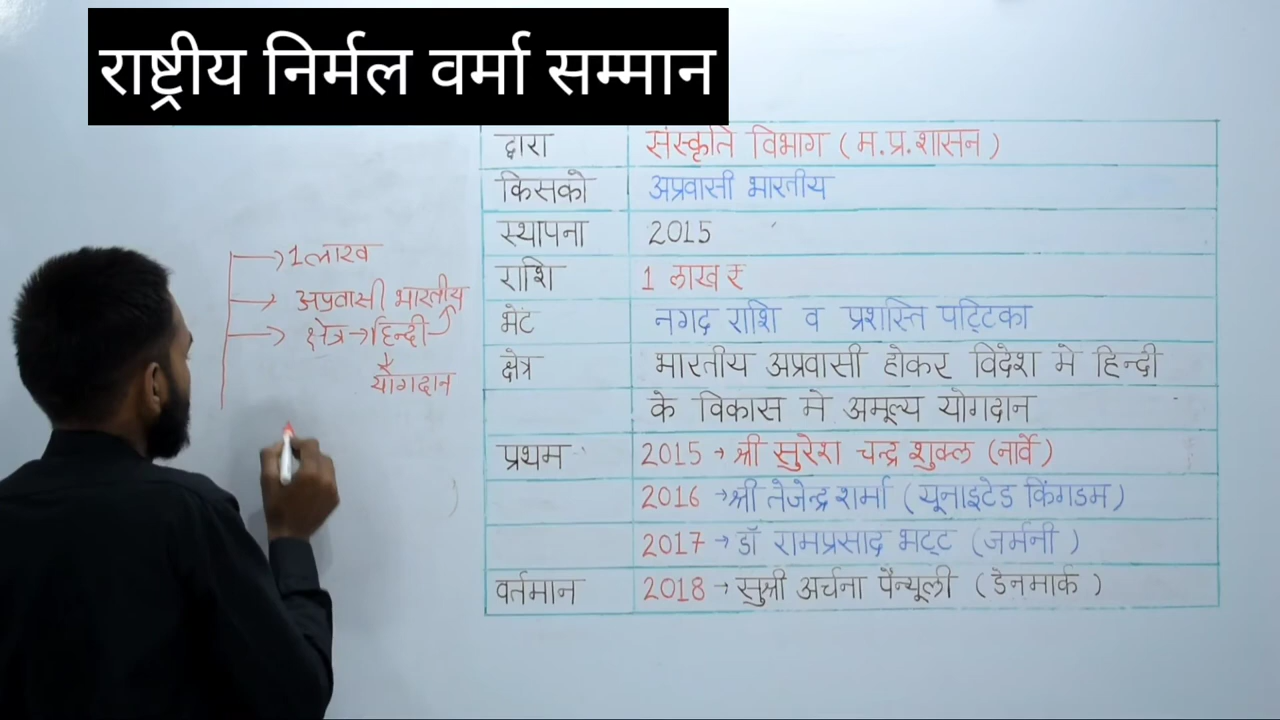 राष्ट्रीय निर्मल वर्मा सम्मान
द्वारा संस्कृति विभाग ( म.प्र.शासन )
किसको अप्रवासी भारतीय
स्थापना 2015
राशि 1 लाख ₹
भेंट नगद राशि व प्रशस्ति पट्टिका
क्षेत्र भारतीय अप्रवासी होकर विदेश मे हिन्दी
के विकास मे अमूल्य योगदान
प्रथम 2015 → श्री सुरेश चन्द्र शुक्ल (नार्वे)
2016 → श्री तेजेन्द्र शर्मा ( यूनाइटेड किंगडम )
2017 → डॉ रामप्रसाद भट्ट (जर्मनी )
वर्तमान 2018 → सुश्री अर्चना पैन्यूली ( डेनमार्क )
→ 1 लाख
→ अप्रवासी भारतीय
→ क्षेत्र → हिन्दी
मे
योगदान